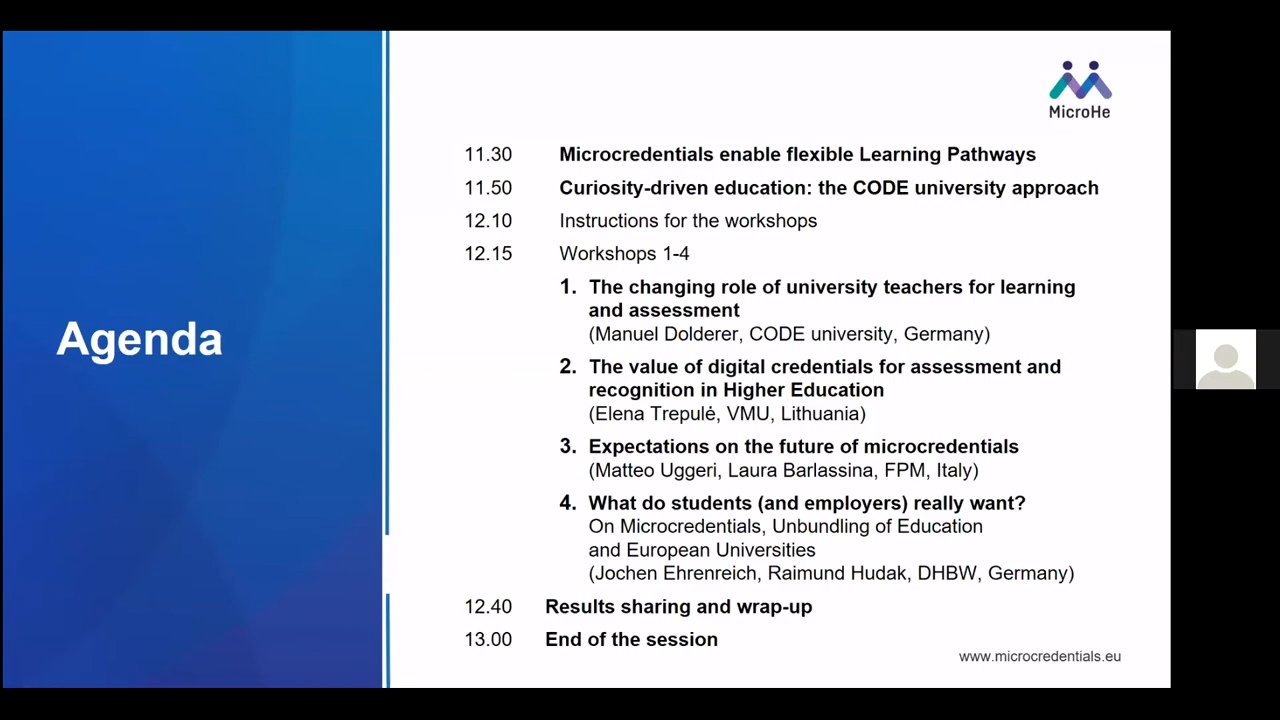 MicroHe
11.30 Microcredentials enable flexible Learning Pathways
11.50 Curiosity-driven education: the CODE university approach
12.10 Instructions for the workshops
12.15 Workshops 1-4
Agenda
1. The changing role of university teachers for learning
and assessment
(Manuel Dolderer, CODE university, Germany)
2. The value of digital credentials for assessment and
recognition in Higher Education
(Elena Trepulė, VMU, Lithuania)
3. Expectations on the future of microcredentials
(Matteo Uggeri, Laura Barlassina, FPM, Italy)
4. What do students (and employers) really want?
On Microcredentials, Unbundling of Education
and European Universities
(Jochen Ehrenreich, Raimund Hudak, DHBW, Germany)
12.40 Results sharing and wrap-up
13.00 End of the session
www.microcredentials.eu